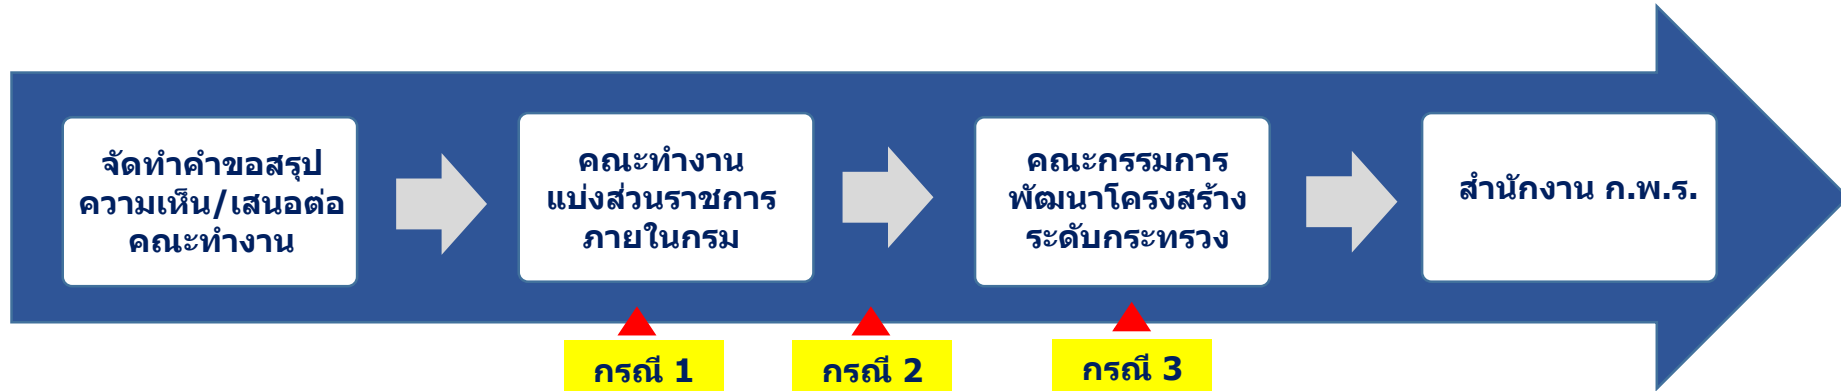 จัดทำคำขอสรุป
ความเห็น/เสนอต่อ
คณะทำงาน
คณะทำงาน
แบ่งส่วนราชการ
ภายในกรม
คณะกรรมการ
พัฒนาโครงสร้าง
ระดับกระทรวง
สำนักงาน ก.พ.ร.
กรณี 1
กรณี 2
กรณี 3